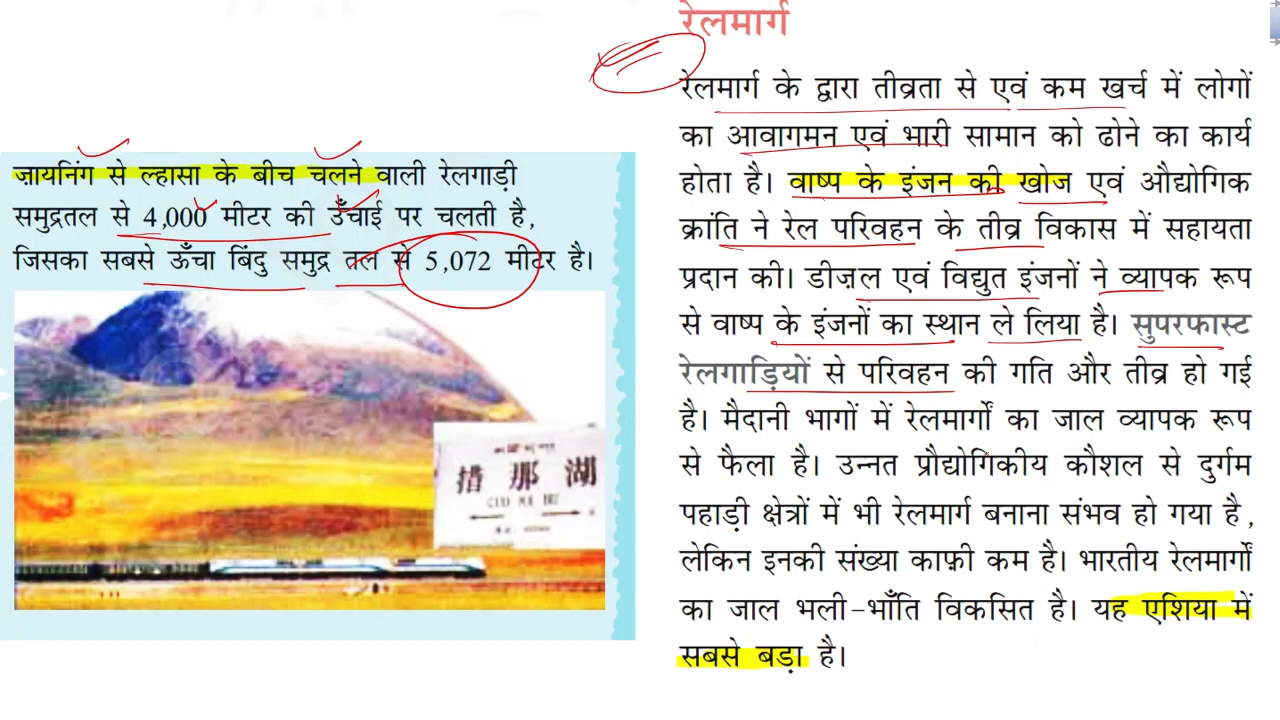 ज़ायनिंग से ल्हासा के बीच चलने वाली रेलगाड़ी
समुद्रतल से 4,000 मीटर की उँचाई पर चलती है,
जिसका सबसे ऊँचा बिंदु समुद्र तल से 5,072 मीटर है।
措 那 湖
रेलमार्ग
रेलमार्ग के द्वारा तीव्रता से एवं कम खर्च में लोगों
का आवागमन एवं भारी सामान को ढोने का कार्य
होता है। वाष्प के इंजन की खोज एवं औद्योगिक
क्रांति ने रेल परिवहन के तीव्र विकास में सहायता
प्रदान की। डीज़ल एवं विद्युत इंजनों ने व्यापक रूप
से वाष्प के इंजनों का स्थान ले लिया है। सुपरफास्ट
रेलगाड़ियों से परिवहन की गति और तीव्र हो गई
है। मैदानी भागों में रेलमार्गों का जाल व्यापक रूप
से फैला है। उन्नत प्रौद्योगिकीय कौशल से दुर्गम
पहाड़ी क्षेत्रों में भी रेलमार्ग बनाना संभव हो गया है,
लेकिन इनकी संख्या काफ़ी कम है। भारतीय रेलमार्गों
का जाल भली-भाँति विकसित है। यह एशिया में
सबसे बड़ा है।